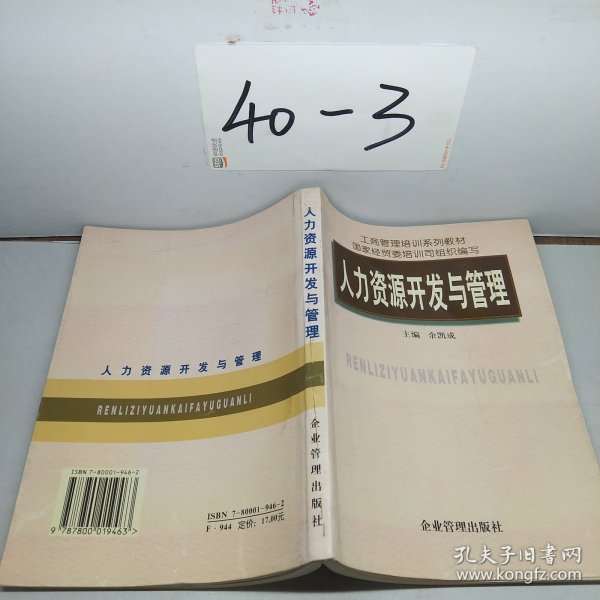 40-3
工商管理培训系列教材
国家经贸委培训司组织编写
人力资源开发与管理
主编 余凯成
RENLIZIYUANKAIFAYUGUANLI
企业管理出版社
人力资源开发与管理
企业管理出版社
人力资源开发与管理
RENLIZIYUANKAIFAYUGUANLI
ISBN 7-80001-946-2
9 787800 019463 >
ISBN 7-80001-946-2
F·944 定价: 17.00元
孔夫子旧书网
www.kongfz.com